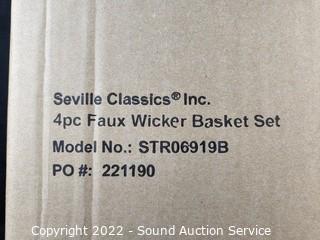 Seville Classics® Inc.
4pc Faux Wicker Basket Set
Model No.: STR06919B
PO #: 221190
Copyright 2022 - Sound Auction Service